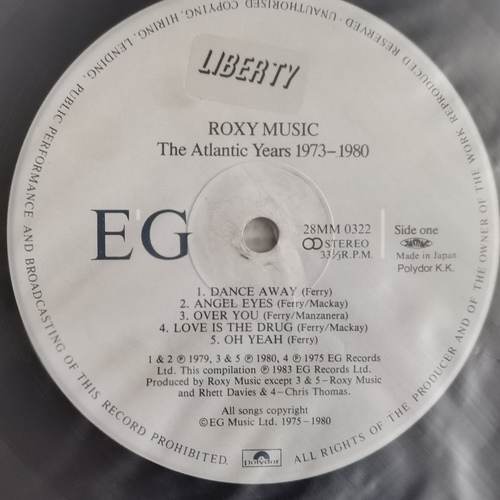 LIBERTY
ROXY MUSIC
The Atlantic Years 1973–1980
E'G
28MM 0322
STEREO
33⅓ R.P.M.
Side one
Made in Japan
Polydor K.K.
1. DANCE AWAY (Ferry)
2. ANGEL EYES (Ferry/Mackay)
3. OVER YOU (Ferry/Manzanera)
4. LOVE IS THE DRUG (Ferry/Mackay)
5. OH YEAH (Ferry)
1 & 2 ℗ 1979, 3 & 5 ℗ 1980, 4 ℗ 1975 EG Records
Ltd. This compilation ℗ 1983 EG Records Ltd.
Produced by Roxy Music except 3 & 5–Roxy Music
and Rhett Davies & 4–Chris Thomas.
All songs copyright
© EG Music Ltd. 1975–1980
polydor
ALL RIGHTS OF THE PRODUCER AND OF THE OWNER OF THE WORK REPRODUCED RESERVED · UNAUTHORISED COPYING, HIRING, LENDING, PUBLIC PERFORMANCE AND BROADCASTING OF THIS RECORD PROHIBITED.